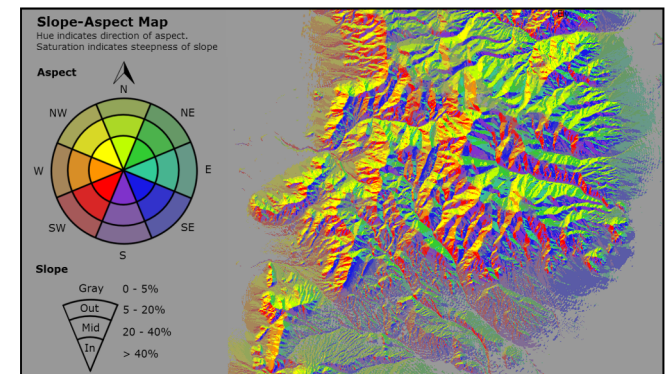 Slope-Aspect Map
Hue indicates direction of aspect.
Saturation indicates steepness of slope
Aspect
N
NW
NE
W
E
SW
SE
S
Slope
Gray 0 - 5%
Out 5 - 20%
Mid 20 - 40%
In > 40%